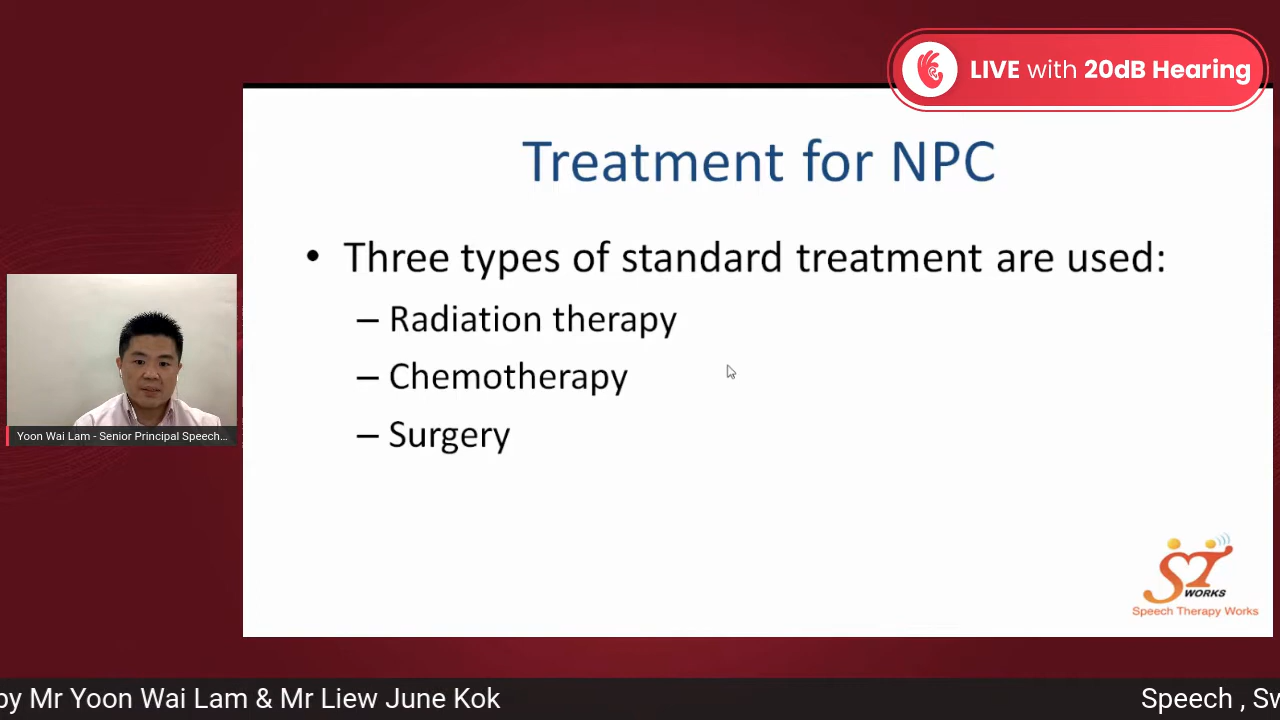 LIVE with 20dB Hearing
Treatment for NPC
• Three types of standard treatment are used:
– Radiation therapy
– Chemotherapy
– Surgery
Yoon Wai Lam - Senior Principal Speech...
ST
WORKS
Speech Therapy Works
by Mr Yoon Wai Lam & Mr Liew June Kok
Speech , Sw